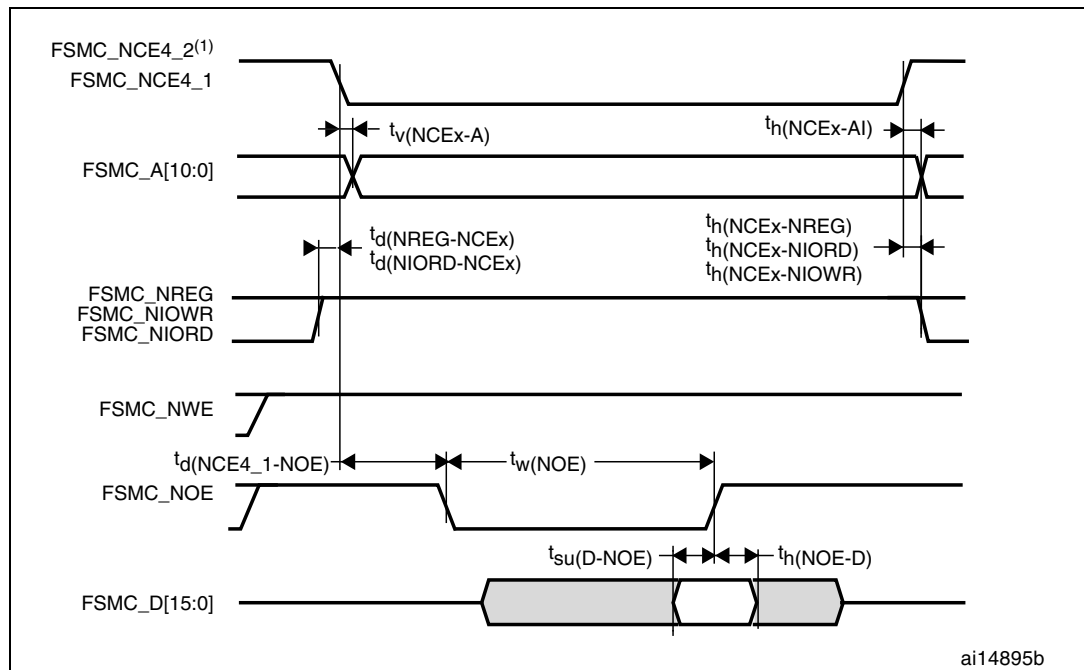 FSMC_NCE4_2(1)
FSMC_NCE4_1
tv(NCEx-A)
th(NCEx-AI)
FSMC_A[10:0]
td(NREG-NCEx)
td(NIORD-NCEx)
th(NCEx-NREG)
th(NCEx-NIORD)
th(NCEx-NIOWR)
FSMC_NREG
FSMC_NIOWR
FSMC_NIORD
FSMC_NWE
td(NCE4_1-NOE)
tw(NOE)
FSMC_NOE
tsu(D-NOE)
th(NOE-D)
FSMC_D[15:0]
ai14895b